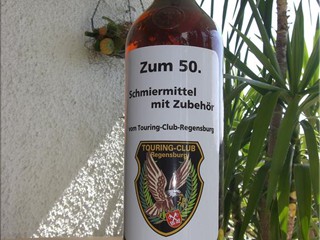 Zum 50.
Schmiermittel
mit Zubehör
vom Touring-Club-Regensburg
TOURING-CLUB
Regensburg